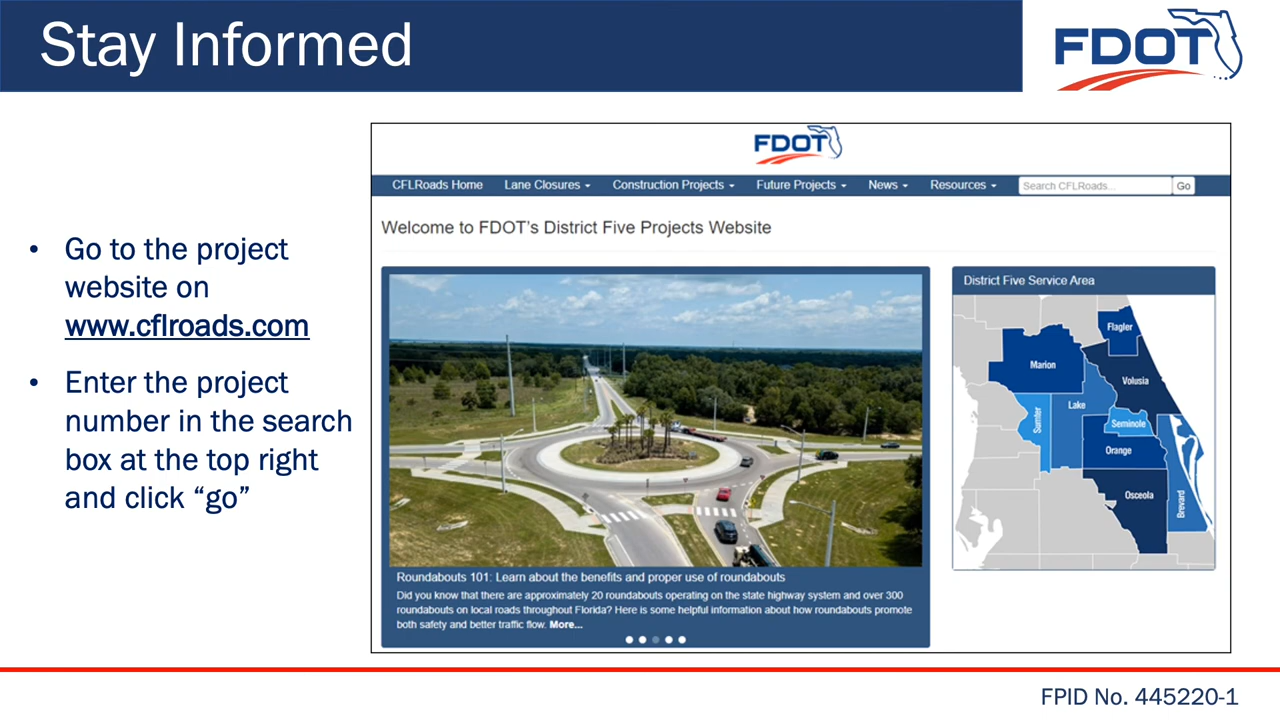 Stay Informed
FDOT
• Go to the project
website on
www.cflroads.com
• Enter the project
number in the search
box at the top right
and click “go”
FDOT
CFLRoads Home Lane Closures Construction Projects Future Projects News Resources Search CFLRoads... Go
Welcome to FDOT's District Five Projects Website
Roundabouts 101: Learn about the benefits and proper use of roundabouts
Did you know that there are approximately 20 roundabouts operating on the state highway system and over 300
roundabouts on local roads throughout Florida? Here is some helpful information about how roundabouts promote
both safety and better traffic flow. More...
District Five Service Area
Flagler
Marion
Volusia
Lake
Sumter
Seminole
Orange
Osceola
Brevard
FPID No. 445220-1